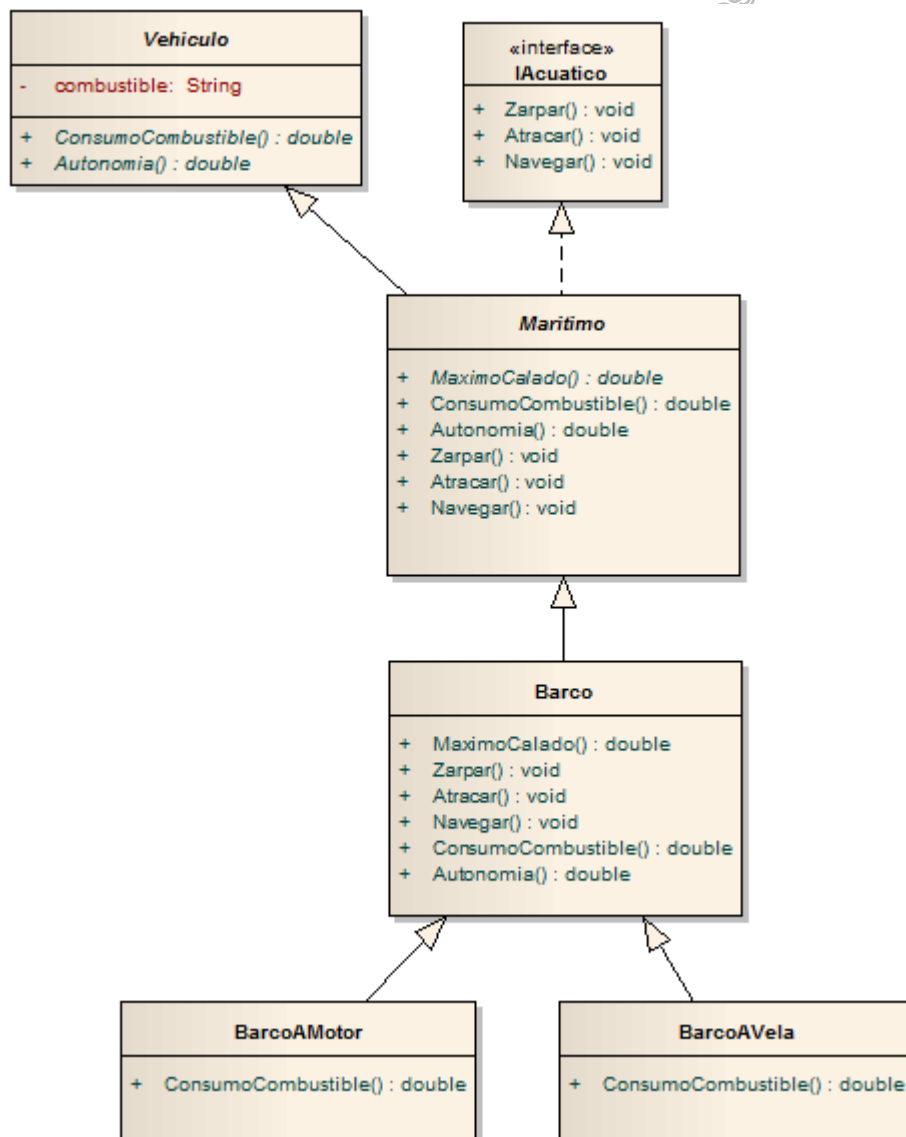 Vehiculo
- combustible: String
+ ConsumoCombustible() : double
+ Autonomia() : double
«interface»
IAcuatico
+ Zarpar() : void
+ Atracar() : void
+ Navegar() : void
Maritimo
+ MaximoCalado() : double
+ ConsumoCombustible() : double
+ Autonomia() : double
+ Zarpar() : void
+ Atracar() : void
+ Navegar() : void
Barco
+ MaximoCalado() : double
+ Zarpar() : void
+ Atracar() : void
+ Navegar() : void
+ ConsumoCombustible() : double
+ Autonomia() : double
BarcoAMotor
+ ConsumoCombustible() : double
BarcoAVela
+ ConsumoCombustible() : double